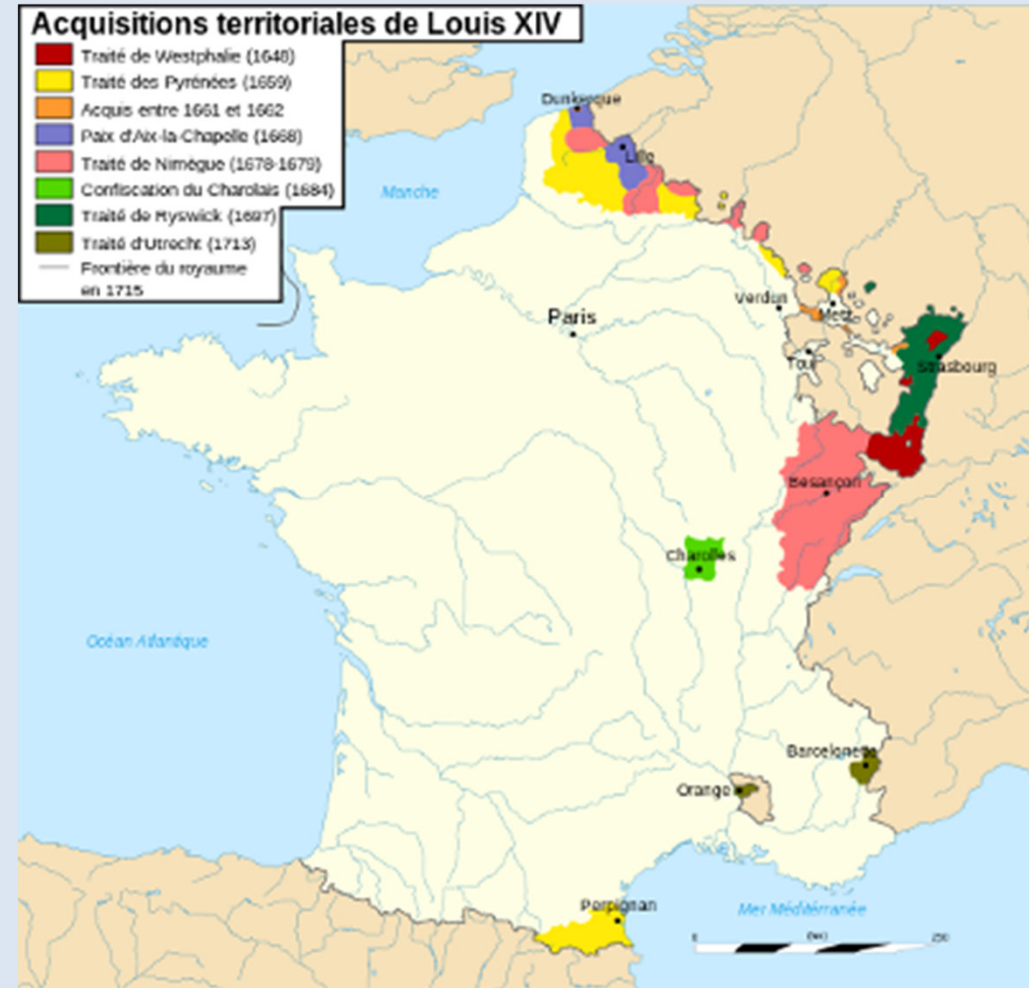 Acquisitions territoriales de Louis XIV
Traité de Westphalie (1648)
Traité des Pyrénées (1659)
Acquis entre 1661 et 1662
Paix d'Aix-la-Chapelle (1668)
Traité de Nimègue (1678-1679)
Confiscation du Charolais (1684)
Traité de Ryswick (1697)
Traité d'Utrecht (1713)
Frontière du royaume
en 1715
Dunkerque
Lille
Manche
Verdun
Metz
Paris
Toul
Strasbourg
Besançon
Charolles
Océan Atlantique
Barcelonette
Orange
Perpignan
Mer Méditérranée